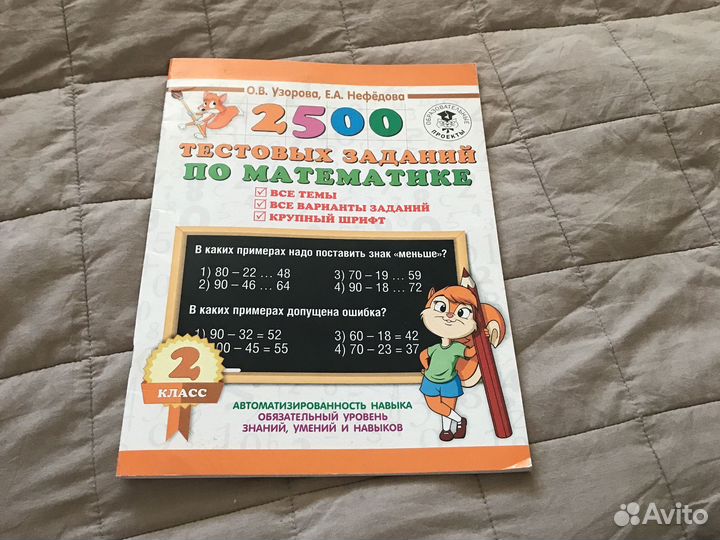 О.В. Узорова, Е.А. Нефёдова
2500
ОБРАЗОВАТЕЛЬНЫЕ
ПРОЕКТЫ
ТЕСТОВЫХ ЗАДАНИЙ
ПО МАТЕМАТИКЕ
ВСЕ ТЕМЫ
ВСЕ ВАРИАНТЫ ЗАДАНИЙ
КРУПНЫЙ ШРИФТ
В каких примерах надо поставить знак «меньше»?
1) 80 – 22 ... 48 3) 70 – 19 ... 59
2) 90 – 46 ... 64 4) 90 – 18 ... 72
В каких примерах допущена ошибка?
1) 90 – 32 = 52 3) 60 – 18 = 42
00 – 45 = 55 4) 70 – 23 = 37
2
КЛАСС
АВТОМАТИЗИРОВАННОСТЬ НАВЫКА
ОБЯЗАТЕЛЬНЫЙ УРОВЕНЬ
ЗНАНИЙ, УМЕНИЙ И НАВЫКОВ
Avito